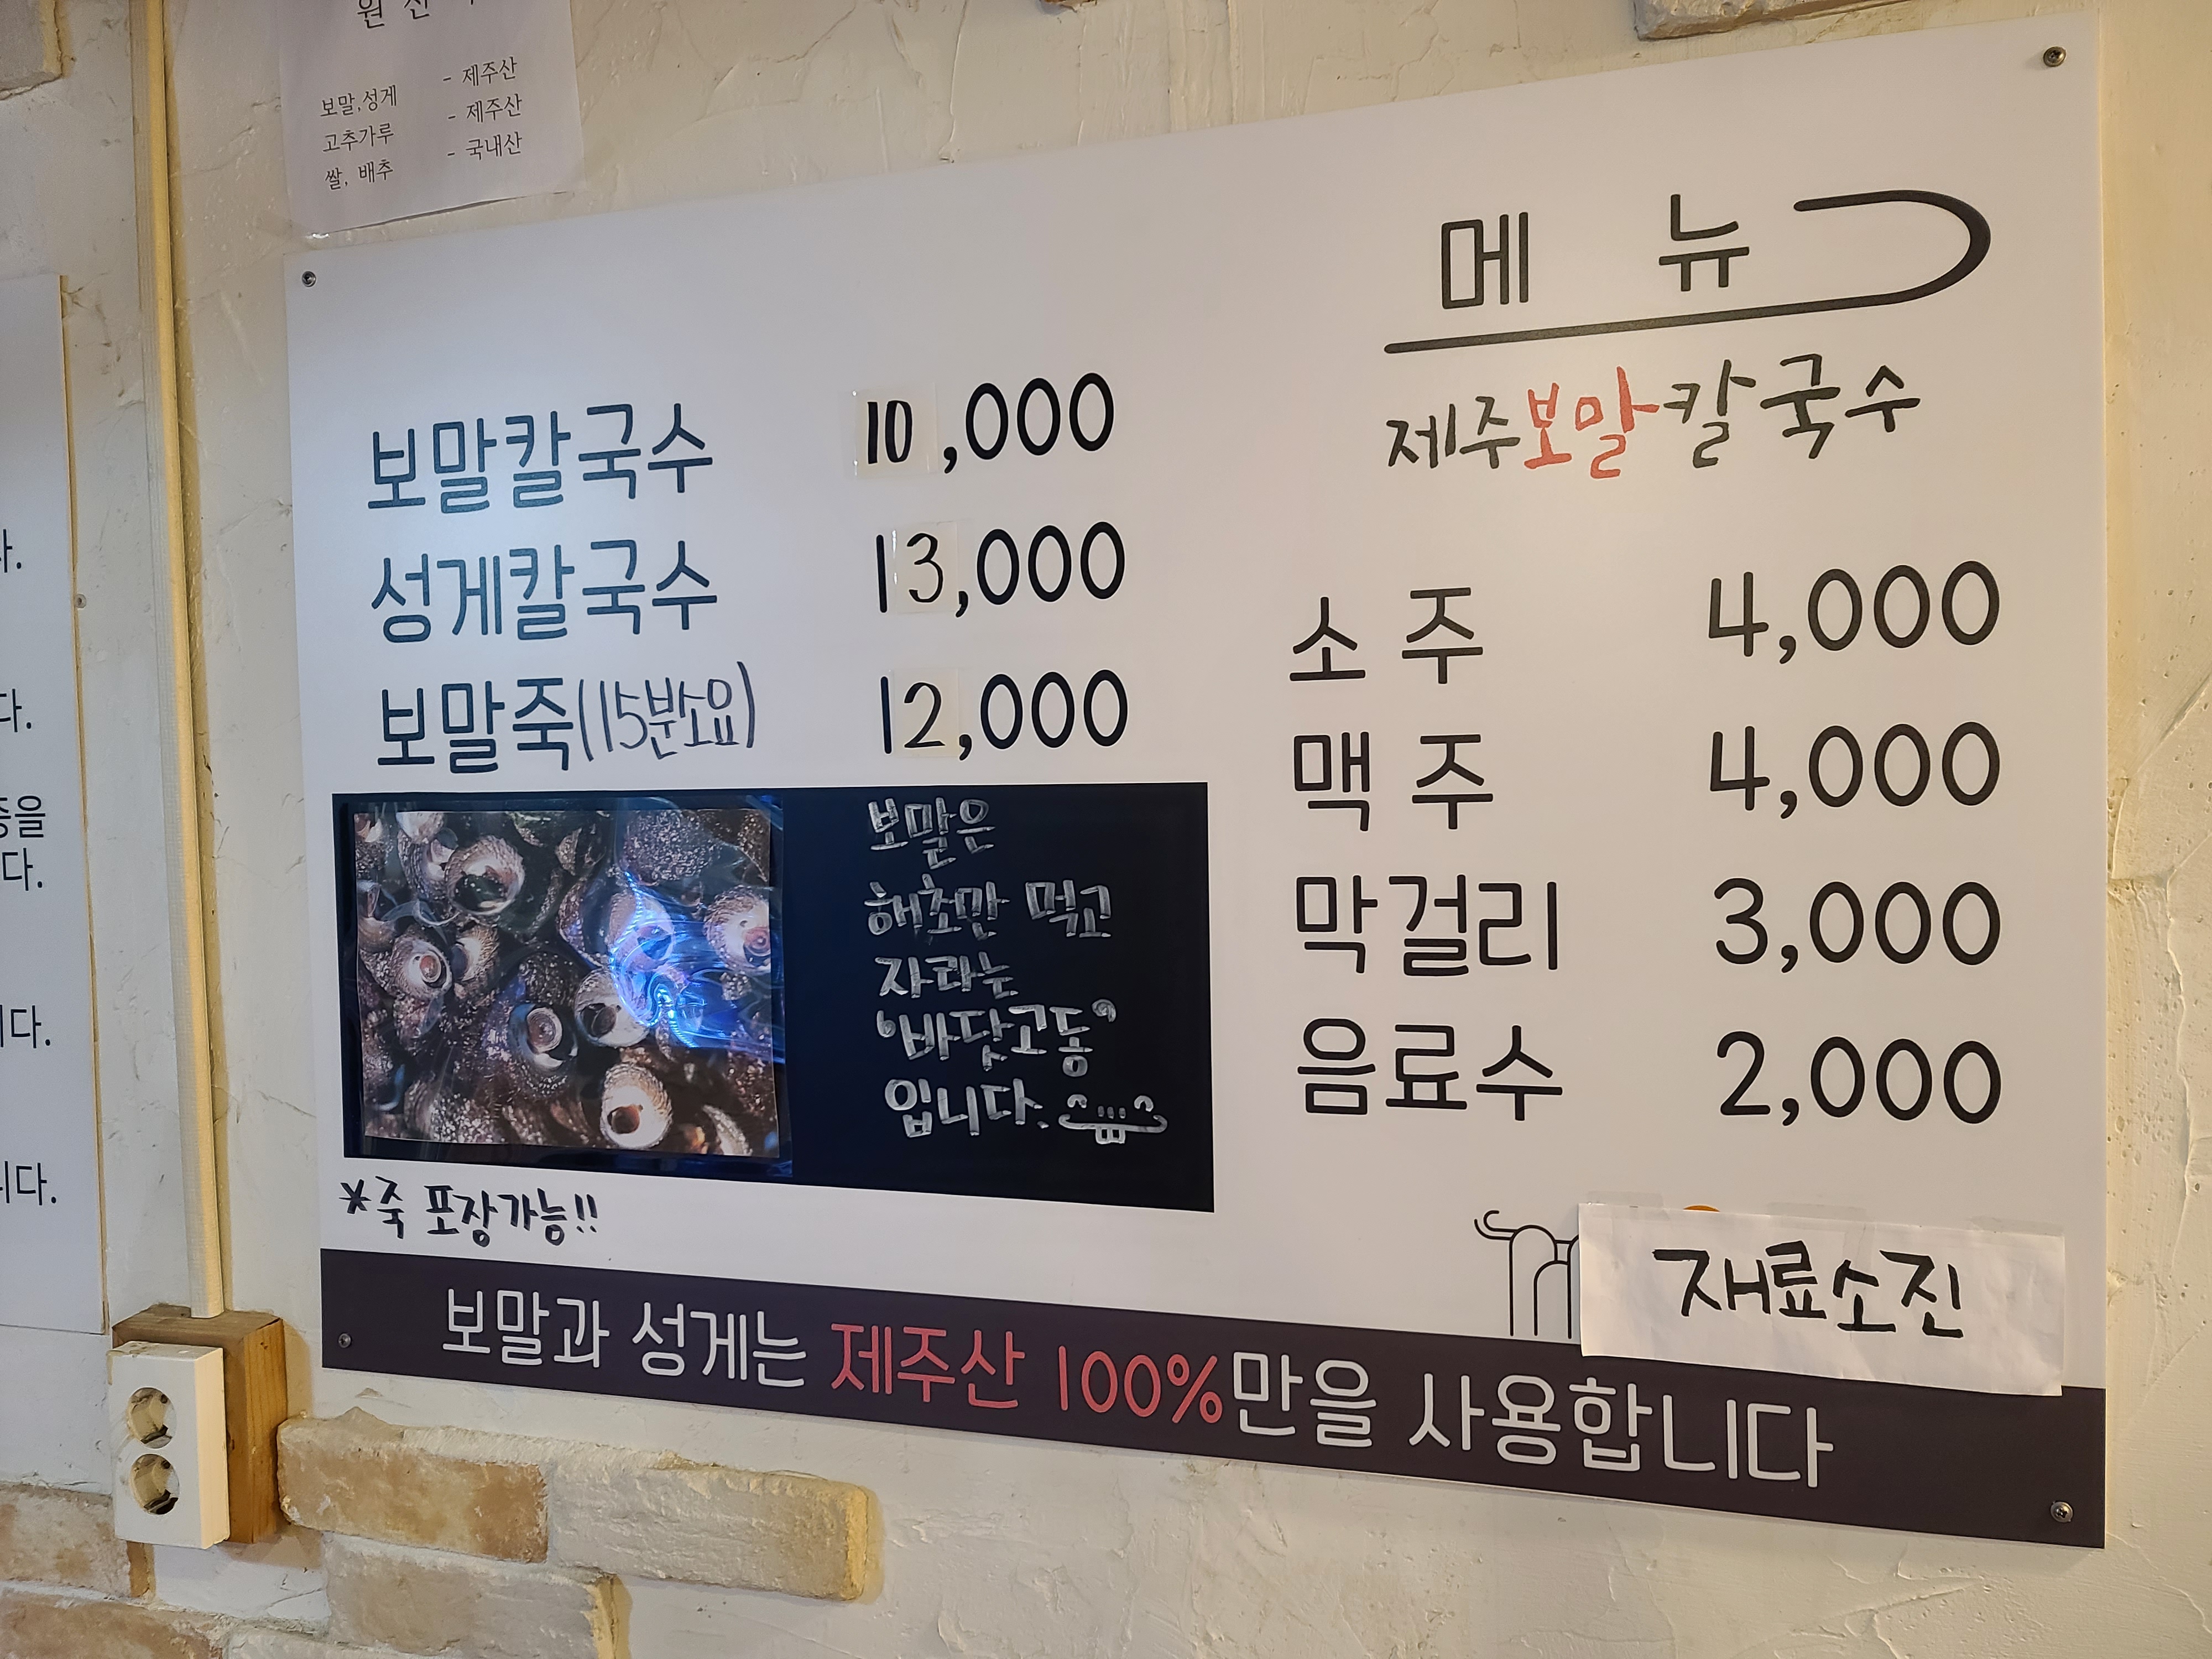 보말,성게 - 제주산
고추가루 - 제주산
쌀, 배추 - 국내산
메 뉴
제주보말칼국수
보말칼국수 10,000
성게칼국수 13,000
보말죽(15분소요) 12,000
소 주 4,000
맥 주 4,000
막걸리 3,000
음료수 2,000
보말은
해초만 먹고
자라는
"바닷고동"
입니다.
*죽 포장가능!!
재료소진
보말과 성게는 제주산 100%만을 사용합니다